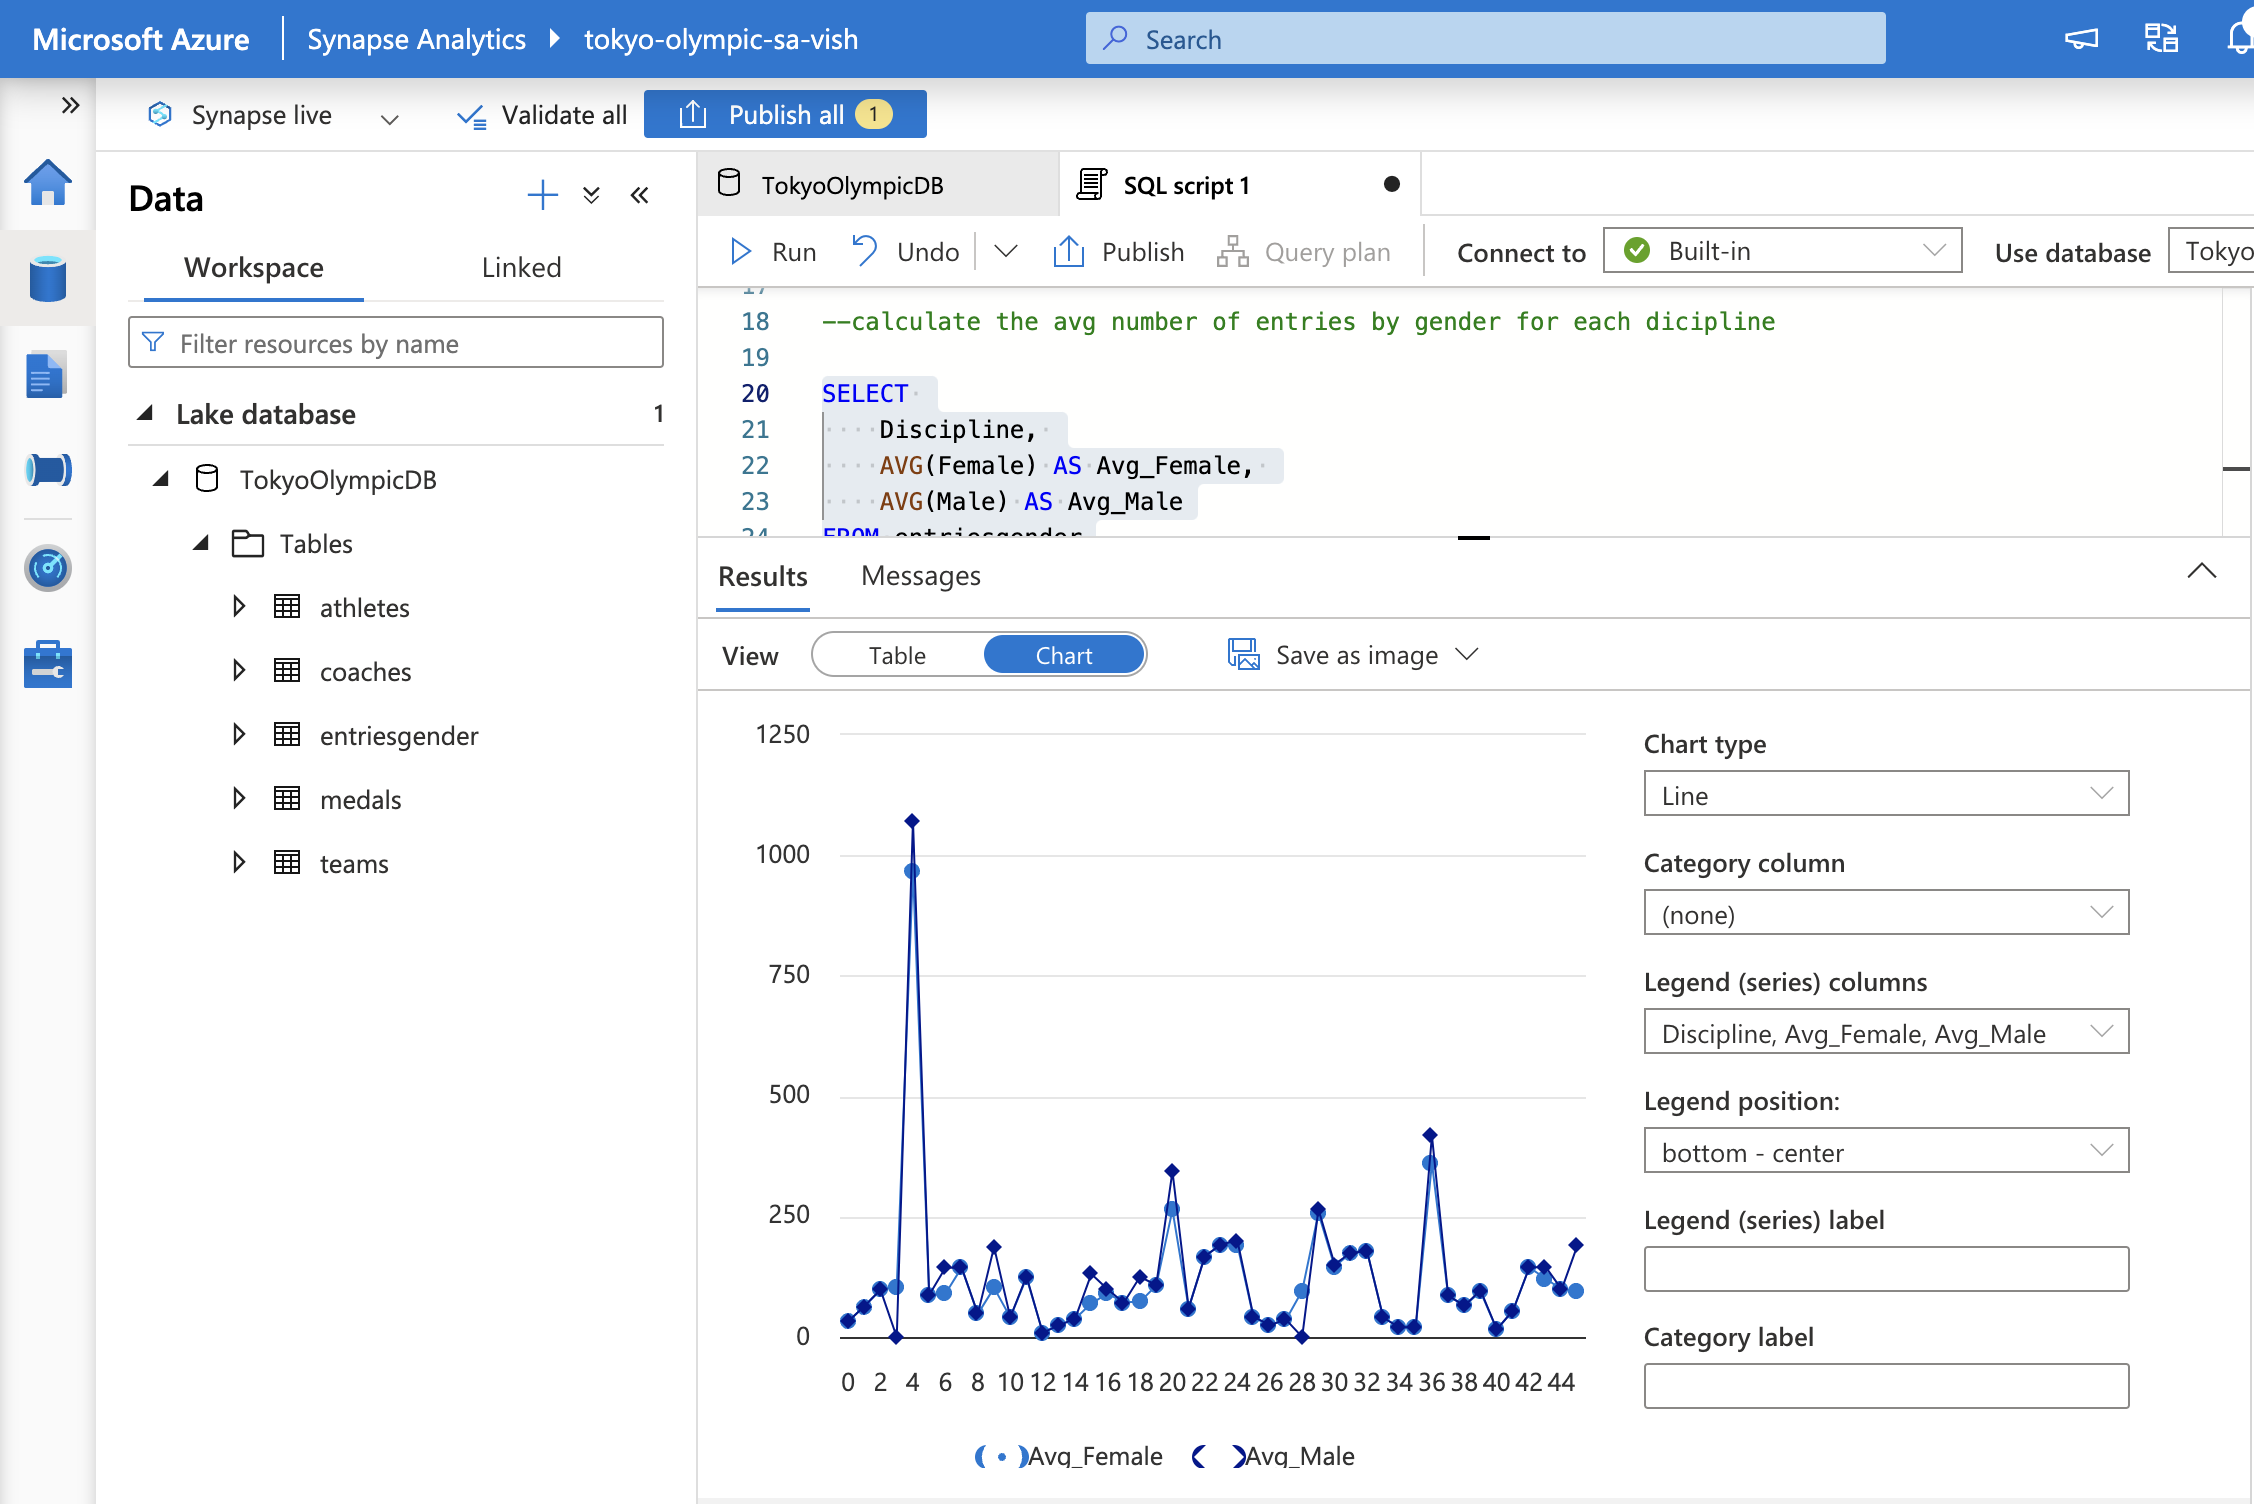 Microsoft Azure
Synapse Analytics
tokyo-olympic-sa-vish
Search
Synapse live
Validate all
Publish all 1
Data
Workspace
Linked
Filter resources by name
Lake database 1
TokyoOlympicDB
Tables
athletes
coaches
entriesgender
medals
teams
TokyoOlympicDB
SQL script 1
Run
Undo
Publish
Query plan
Connect to
Built-in
Use database
Tokyo
17
18 --calculate the avg number of entries by gender for each dicipline
19
20 SELECT
21 Discipline,
22 AVG(Female) AS Avg_Female,
23 AVG(Male) AS Avg_Male
24 FROM entriesgender
Results
Messages
View
Table
Chart
Save as image
1250
1000
750
500
250
0
0 2 4 6 8 10 12 14 16 18 20 22 24 26 28 30 32 34 36 38 40 42 44
Avg_Female
Avg_Male
Chart type
Line
Category column
(none)
Legend (series) columns
Discipline, Avg_Female, Avg_Male
Legend position:
bottom - center
Legend (series) label
Category label